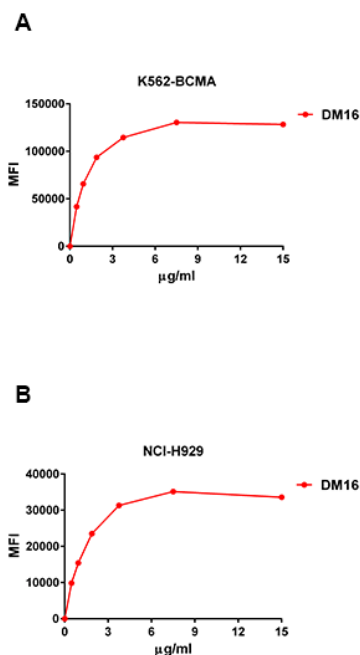 A
K562-BCMA
DM16
MFI
150000
100000
50000
0
0 3 6 9 12 15
μg/ml
B
NCI-H929
DM16
MFI
40000
30000
20000
10000
0
0 3 6 9 12 15
μg/ml